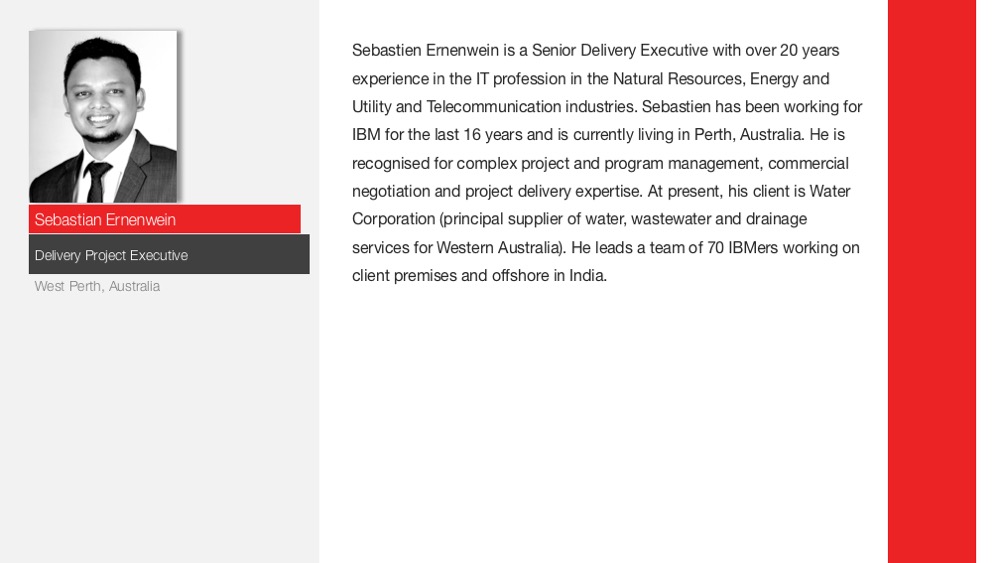 Sebastian Ernenwein
Delivery Project Executive
West Perth, Australia
Sebastien Ernenwein is a Senior Delivery Executive with over 20 years
experience in the IT profession in the Natural Resources, Energy and
Utility and Telecommunication industries. Sebastien has been working for
IBM for the last 16 years and is currently living in Perth, Australia. He is
recognised for complex project and program management, commercial
negotiation and project delivery expertise. At present, his client is Water
Corporation (principal supplier of water, wastewater and drainage
services for Western Australia). He leads a team of 70 IBMers working on
client premises and offshore in India.